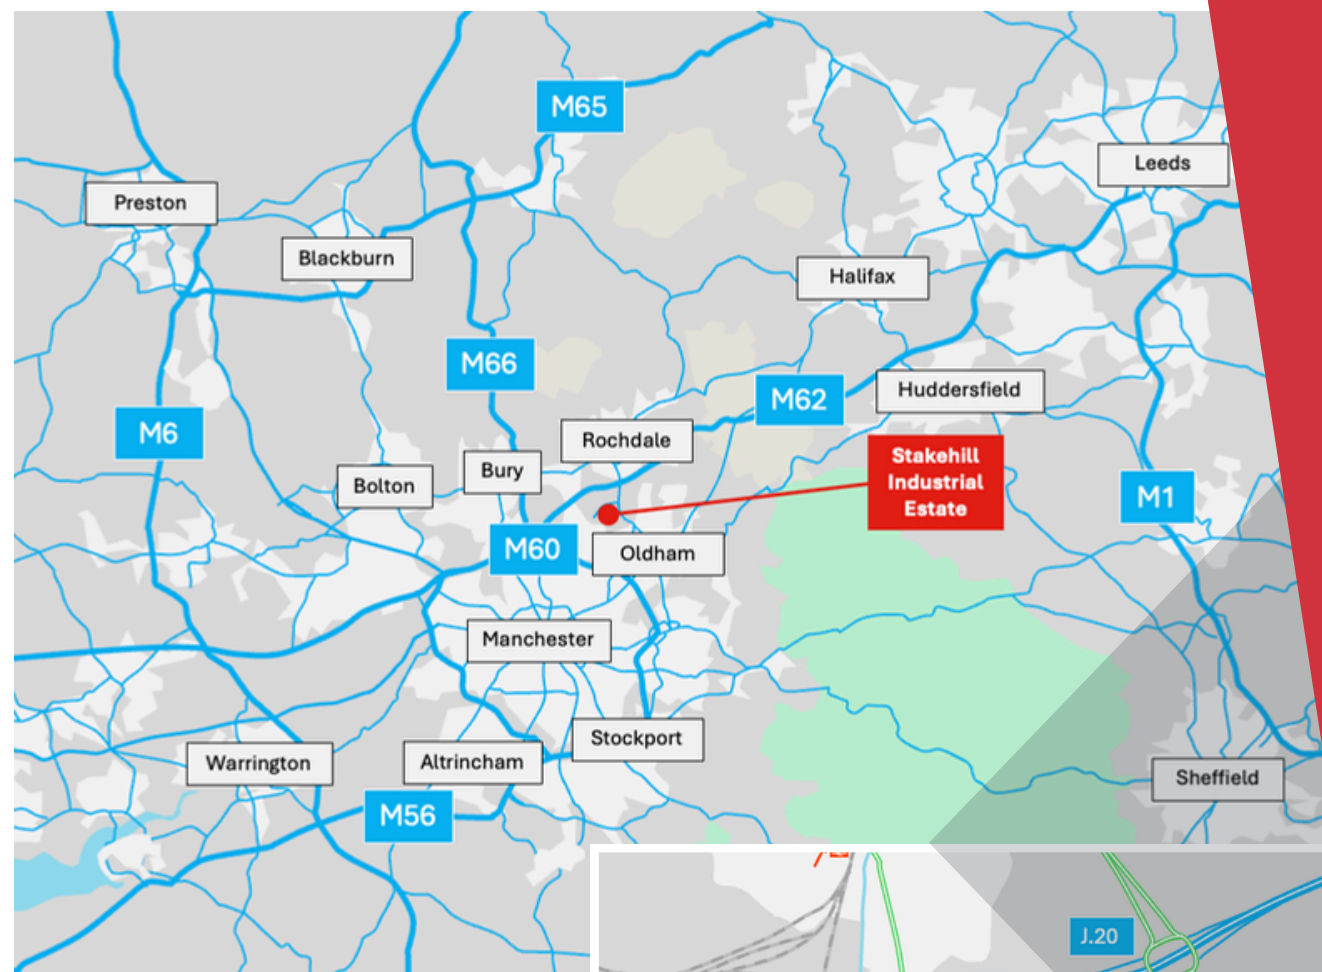 M65
Leeds
Preston
Blackburn
Halifax
M66
M62
Huddersfield
M6
Rochdale
Stakehill
Industrial
Estate
Bury
Bolton
M1
M60
Oldham
Manchester
Stockport
Warrington
Altrincham
Sheffield
M56
J.20